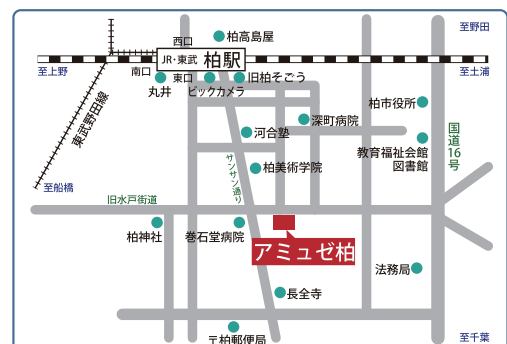 西口
柏高島屋
至野田
JR・東武 柏駅
至上野
南口
東口
旧柏そごう
至土浦
丸井
ビックカメラ
東武野田線
柏市役所
深町病院
河合塾
国道16号
教育福祉会館
図書館
サンサン通り
柏美術学院
至船橋
旧水戸街道
柏神社
巻石堂病院
アミュゼ柏
法務局
長全寺
〒柏郵便局
至千葉